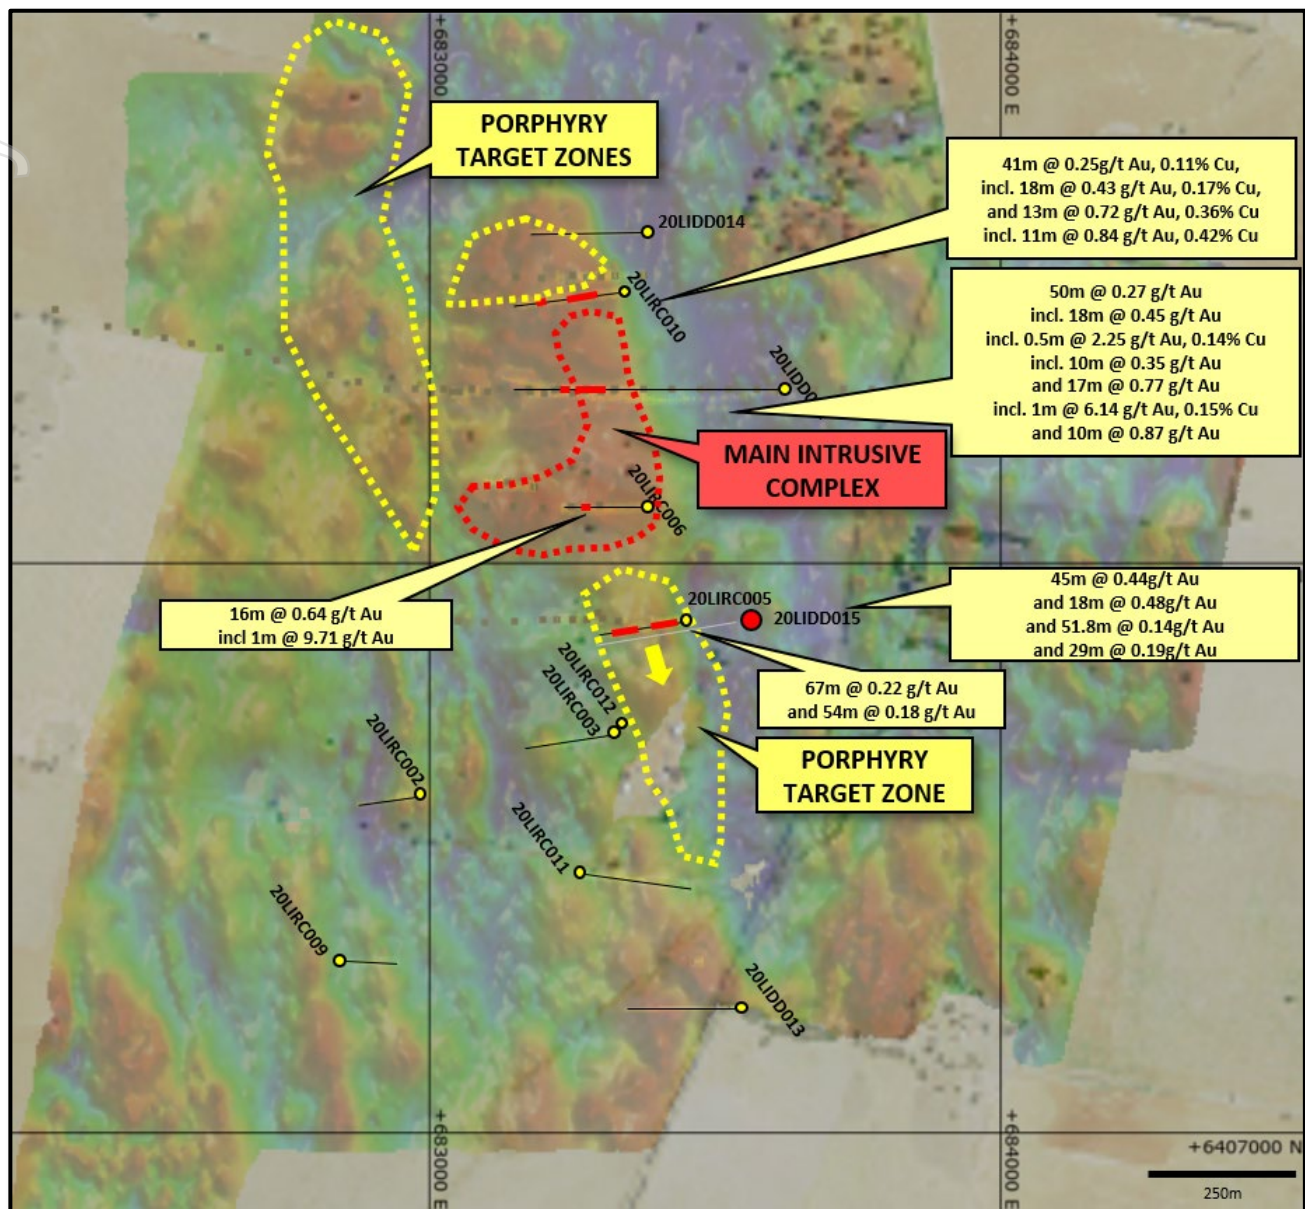 +683000 E
+684000 E
PORPHYRY
TARGET ZONES
41m @ 0.25g/t Au, 0.11% Cu,
incl. 18m @ 0.43 g/t Au, 0.17% Cu,
and 13m @ 0.72 g/t Au, 0.36% Cu
incl. 11m @ 0.84 g/t Au, 0.42% Cu
20LIDD014
20LIRC010
50m @ 0.27 g/t Au
incl. 18m @ 0.45 g/t Au
incl. 0.5m @ 2.25 g/t Au, 0.14% Cu
incl. 10m @ 0.35 g/t Au
and 17m @ 0.77 g/t Au
incl. 1m @ 6.14 g/t Au, 0.15% Cu
and 10m @ 0.87 g/t Au
MAIN INTRUSIVE
COMPLEX
20LIRC006
16m @ 0.64 g/t Au
incl 1m @ 9.71 g/t Au
45m @ 0.44g/t Au
and 18m @ 0.48g/t Au
and 51.8m @ 0.14g/t Au
and 29m @ 0.19g/t Au
20LIRC005
20LIDD015
67m @ 0.22 g/t Au
and 54m @ 0.18 g/t Au
20LIRC012
20LIRC003
20LIRC002
PORPHYRY
TARGET ZONE
20LIRC011
20LIRC009
20LIDD013
+683000 E
+684000 E
+6407000 N
250m